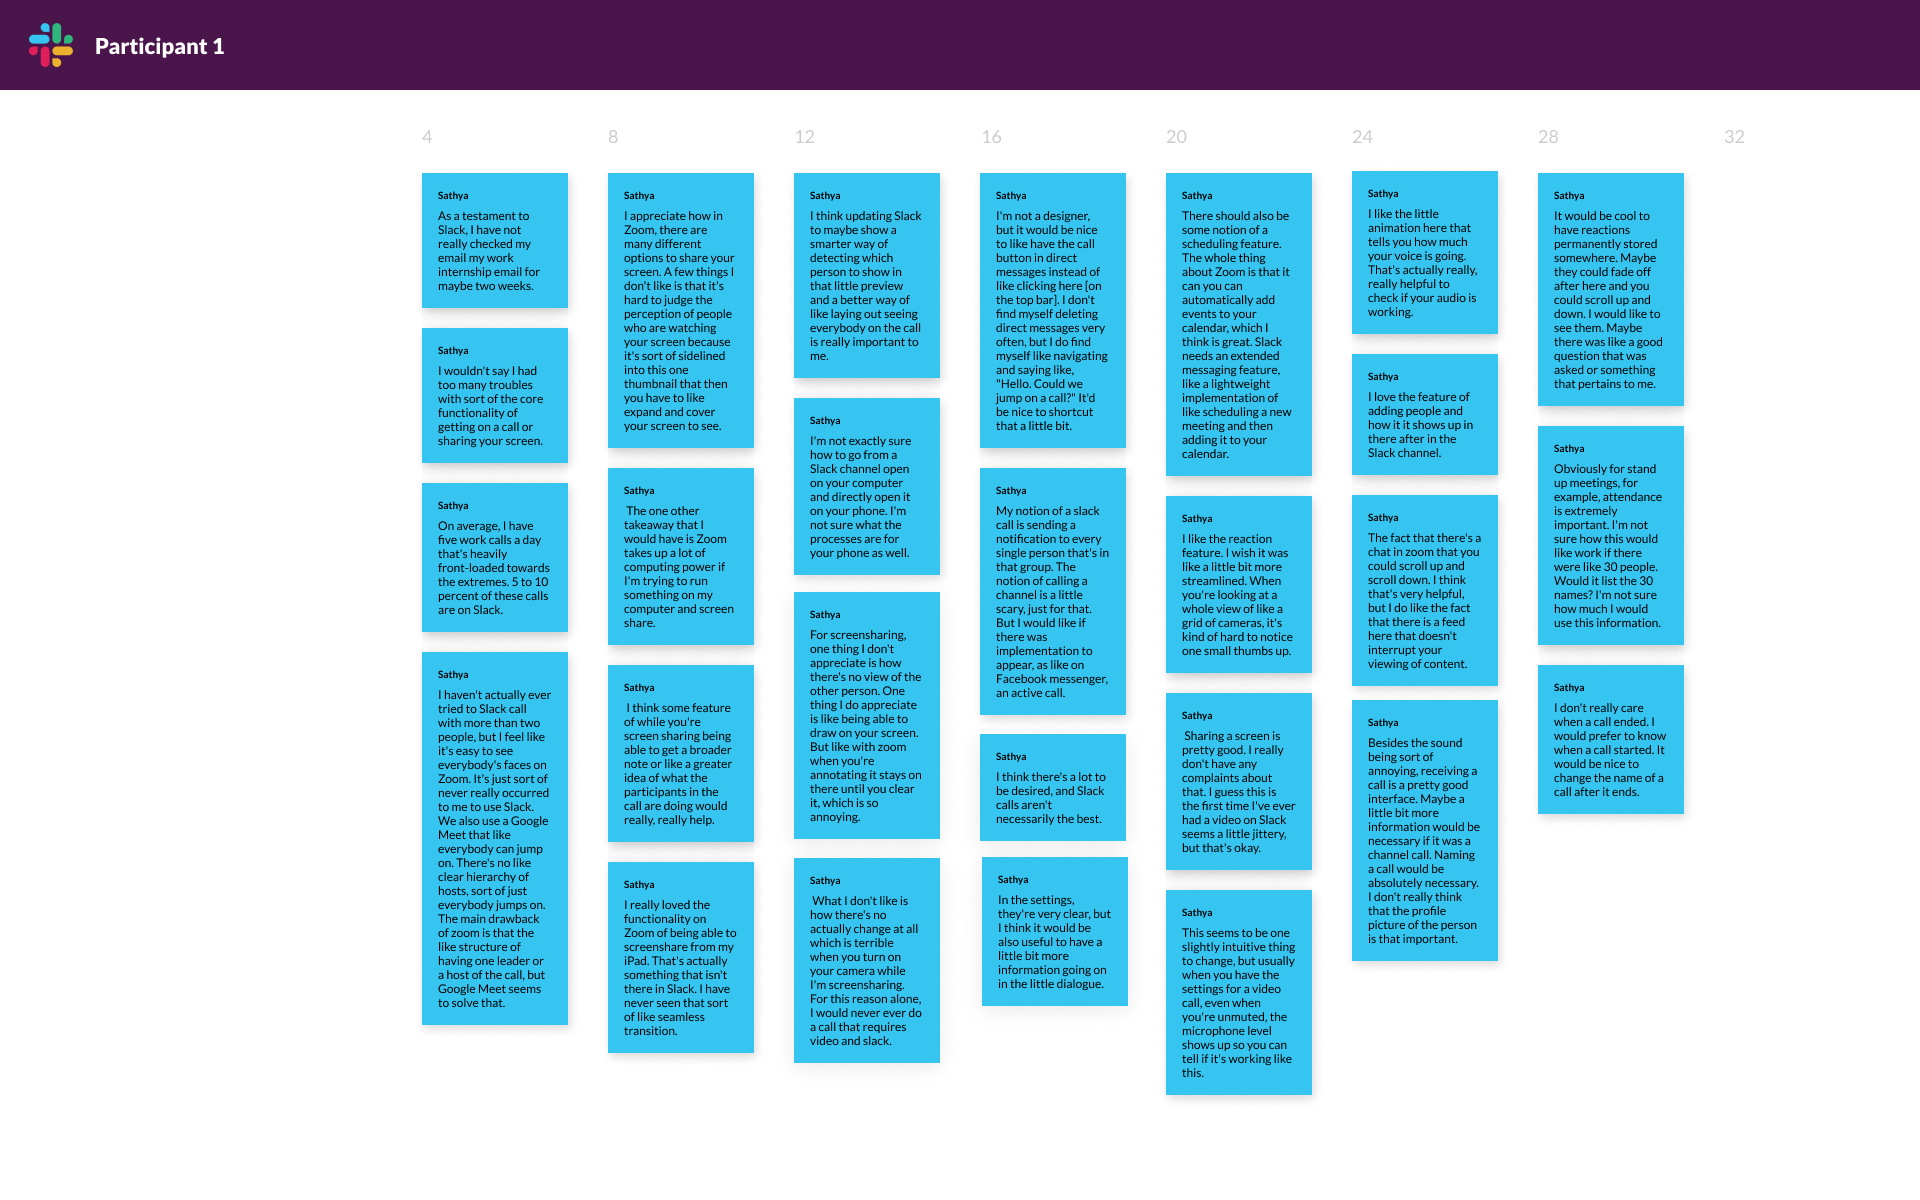 Participant 1
4
8
12
16
20
24
28
32
Sathya
As a testament to
Slack, I have not
really checked my
email my work
internship email for
maybe two weeks.
Sathya
I wouldn't say I had
too many troubles
with sort of the core
functionality of
getting on a call or
sharing your screen.
Sathya
On average, I have
five work calls a day
that's heavily
front-loaded towards
the extremes. 5 to 10
percent of these calls
are on Slack.
Sathya
I haven't actually ever
tried to Slack call
with more than two
people, but I feel like
it's easy to see
everybody's faces on
Zoom. It's just sort of
never really occurred
to me to use Slack.
We also use a Google
Meet that like
everybody can jump
on. There's no like
clear hierarchy of
hosts, sort of just
everybody jumps on.
The main drawback
of zoom is that the
like structure of
having one leader or
a host of the call, but
Google Meet seems
to solve that.
Sathya
I appreciate how in
Zoom, there are
many different
options to share your
screen. A few things I
don't like is that it's
hard to judge the
perception of people
who are watching
your screen because
it's sort of sidelined
into this one
thumbnail that then
you have to like
expand and cover
your screen to see.
Sathya
The one other
takeaway that I
would have is Zoom
takes up a lot of
computing power if
I'm trying to run
something on my
computer and screen
share.
Sathya
I think some feature
of while you're
screen sharing being
able to get a broader
note or like a greater
idea of what the
participants in the
call are doing would
really, really help.
Sathya
I really loved the
functionality on
Zoom of being able to
screenshare from my
iPad. That's actually
something that isn't
there in Slack. I have
never seen that sort
of like seamless
transition.
Sathya
I think updating Slack
to maybe show a
smarter way of
detecting which
person to show in
that little preview
and a better way of
like laying out seeing
everybody on the call
is really important to
me.
Sathya
I'm not exactly sure
how to go from a
Slack channel open
on your computer
and directly open it
on your phone. I'm
not sure what the
processes are for
your phone as well.
Sathya
For screensharing,
one thing I don't
appreciate is how
there's no view of the
other person. One
thing I do appreciate
is like being able to
draw on your screen.
But like with zoom
when you're
annotating it stays on
there until you clear
it, which is so
annoying.
Sathya
What I don't like is
how there's no
actually change at all
which is terrible
when you turn on
your camera while
I'm screensharing.
For this reason alone,
I would never ever do
a call that requires
video and slack.
Sathya
I'm not a designer,
but it would be nice
to like have the call
button in direct
messages instead of
like clicking here [on
the top bar]. I don't
find myself deleting
direct messages very
often, but I do find
myself like navigating
and saying like,
"Hello. Could we
jump on a call?" It'd
be nice to shortcut
that a little bit.
Sathya
My notion of a slack
call is sending a
notification to every
single person that's in
that group. The
notion of calling a
channel is a little
scary, just for that.
But I would like if
there was
implementation to
appear, as like on
Facebook messenger,
an active call.
Sathya
I think there's a lot to
be desired, and Slack
calls aren't
necessarily the best.
Sathya
In the settings,
they're very clear, but
I think it would be
also useful to have a
little bit more
information going on
in the little dialogue.
Sathya
There should also be
some notion of a
scheduling feature.
The whole thing
about Zoom is that it
can you can
automatically add
events to your
calendar, which I
think is great. Slack
needs an extended
messaging feature,
like a lightweight
implementation of
like scheduling a new
meeting and then
adding it to your
calendar.
Sathya
I like the reaction
feature. I wish it was
like a little bit more
streamlined. When
you're looking at a
whole view of like a
grid of cameras, it's
kind of hard to notice
one small thumbs up.
Sathya
Sharing a screen is
pretty good. I really
don't have any
complaints about
that. I guess this is
the first time I've ever
had a video on Slack
seems a little jittery,
but that's okay.
Sathya
This seems to be one
slightly intuitive thing
to change, but usually
when you have the
settings for a video
call, even when
you're unmuted, the
microphone level
shows up so you can
tell if it's working like
this.
Sathya
I like the little
animation here that
tells you how much
your voice is going.
That's actually really,
really helpful to
check if your audio is
working.
Sathya
I love the feature of
adding people and
how it it shows up in
there after in the
Slack channel.
Sathya
The fact that there's a
chat in zoom that you
could scroll up and
scroll down. I think
that's very helpful,
but I do like the fact
that there is a feed
here that doesn't
interrupt your
viewing of content.
Sathya
Besides the sound
being sort of
annoying, receiving a
call is a pretty good
interface. Maybe a
little bit more
information would be
necessary if it was a
channel call. Naming
a call would be
absolutely necessary.
I don't really think
that the profile
picture of the person
is that important.
Sathya
It would be cool to
have reactions
permanently stored
somewhere. Maybe
they could fade off
after here and you
could scroll up and
down. I would like to
see them. Maybe
there was like a good
question that was
asked or something
that pertains to me.
Sathya
Obviously for stand
up meetings, for
example, attendance
is extremely
important. I'm not
sure how this would
like work if there
were like 30 people.
Would it list the 30
names? I'm not sure
how much I would
use this information.
Sathya
I don't really care
when a call ended. I
would prefer to know
when a call started. It
would be nice to
change the name of a
call after it ends.